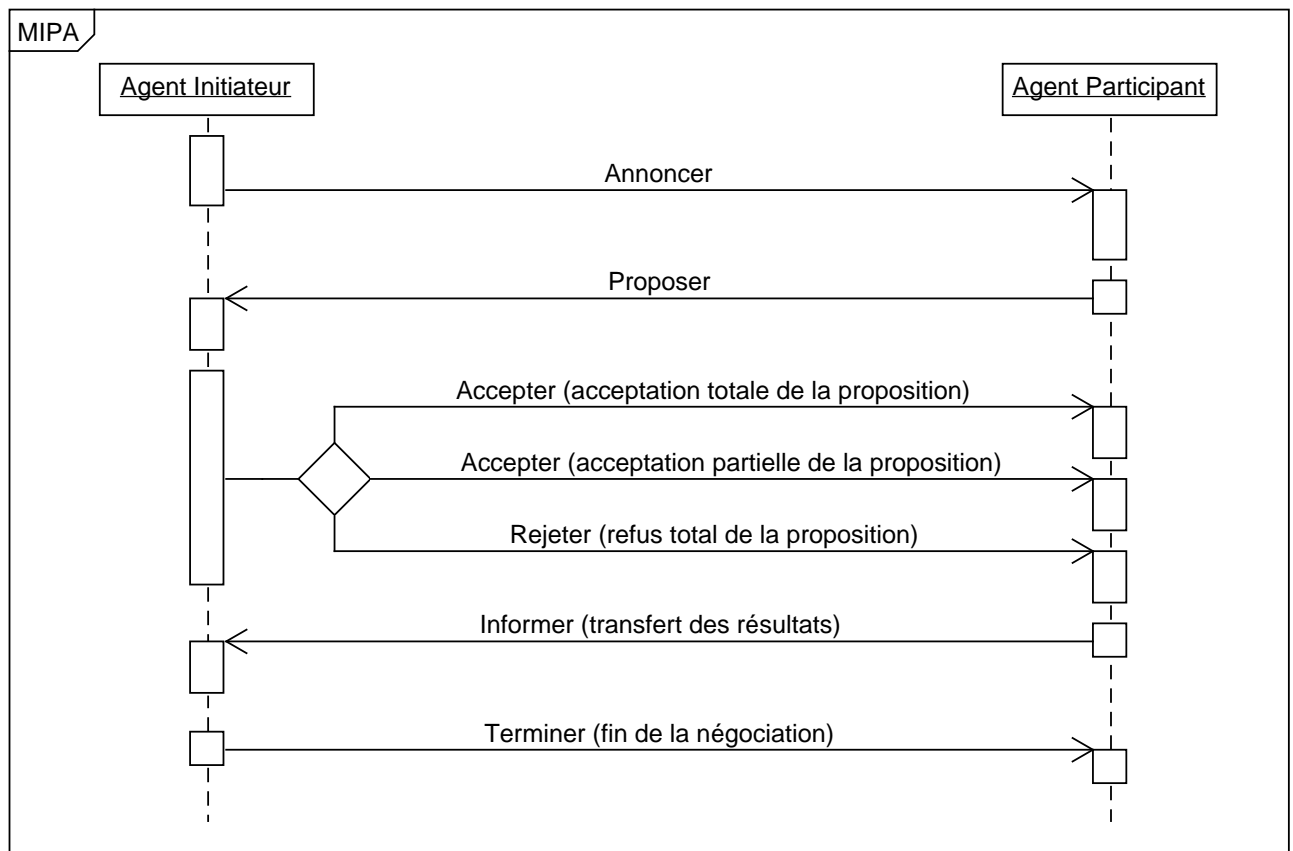 MIPA
Agent Initiateur
Agent Participant
Annoncer
Proposer
Accepter (acceptation totale de la proposition)
Accepter (acceptation partielle de la proposition)
Rejeter (refus total de la proposition)
Informer (transfert des résultats)
Terminer (fin de la négociation)